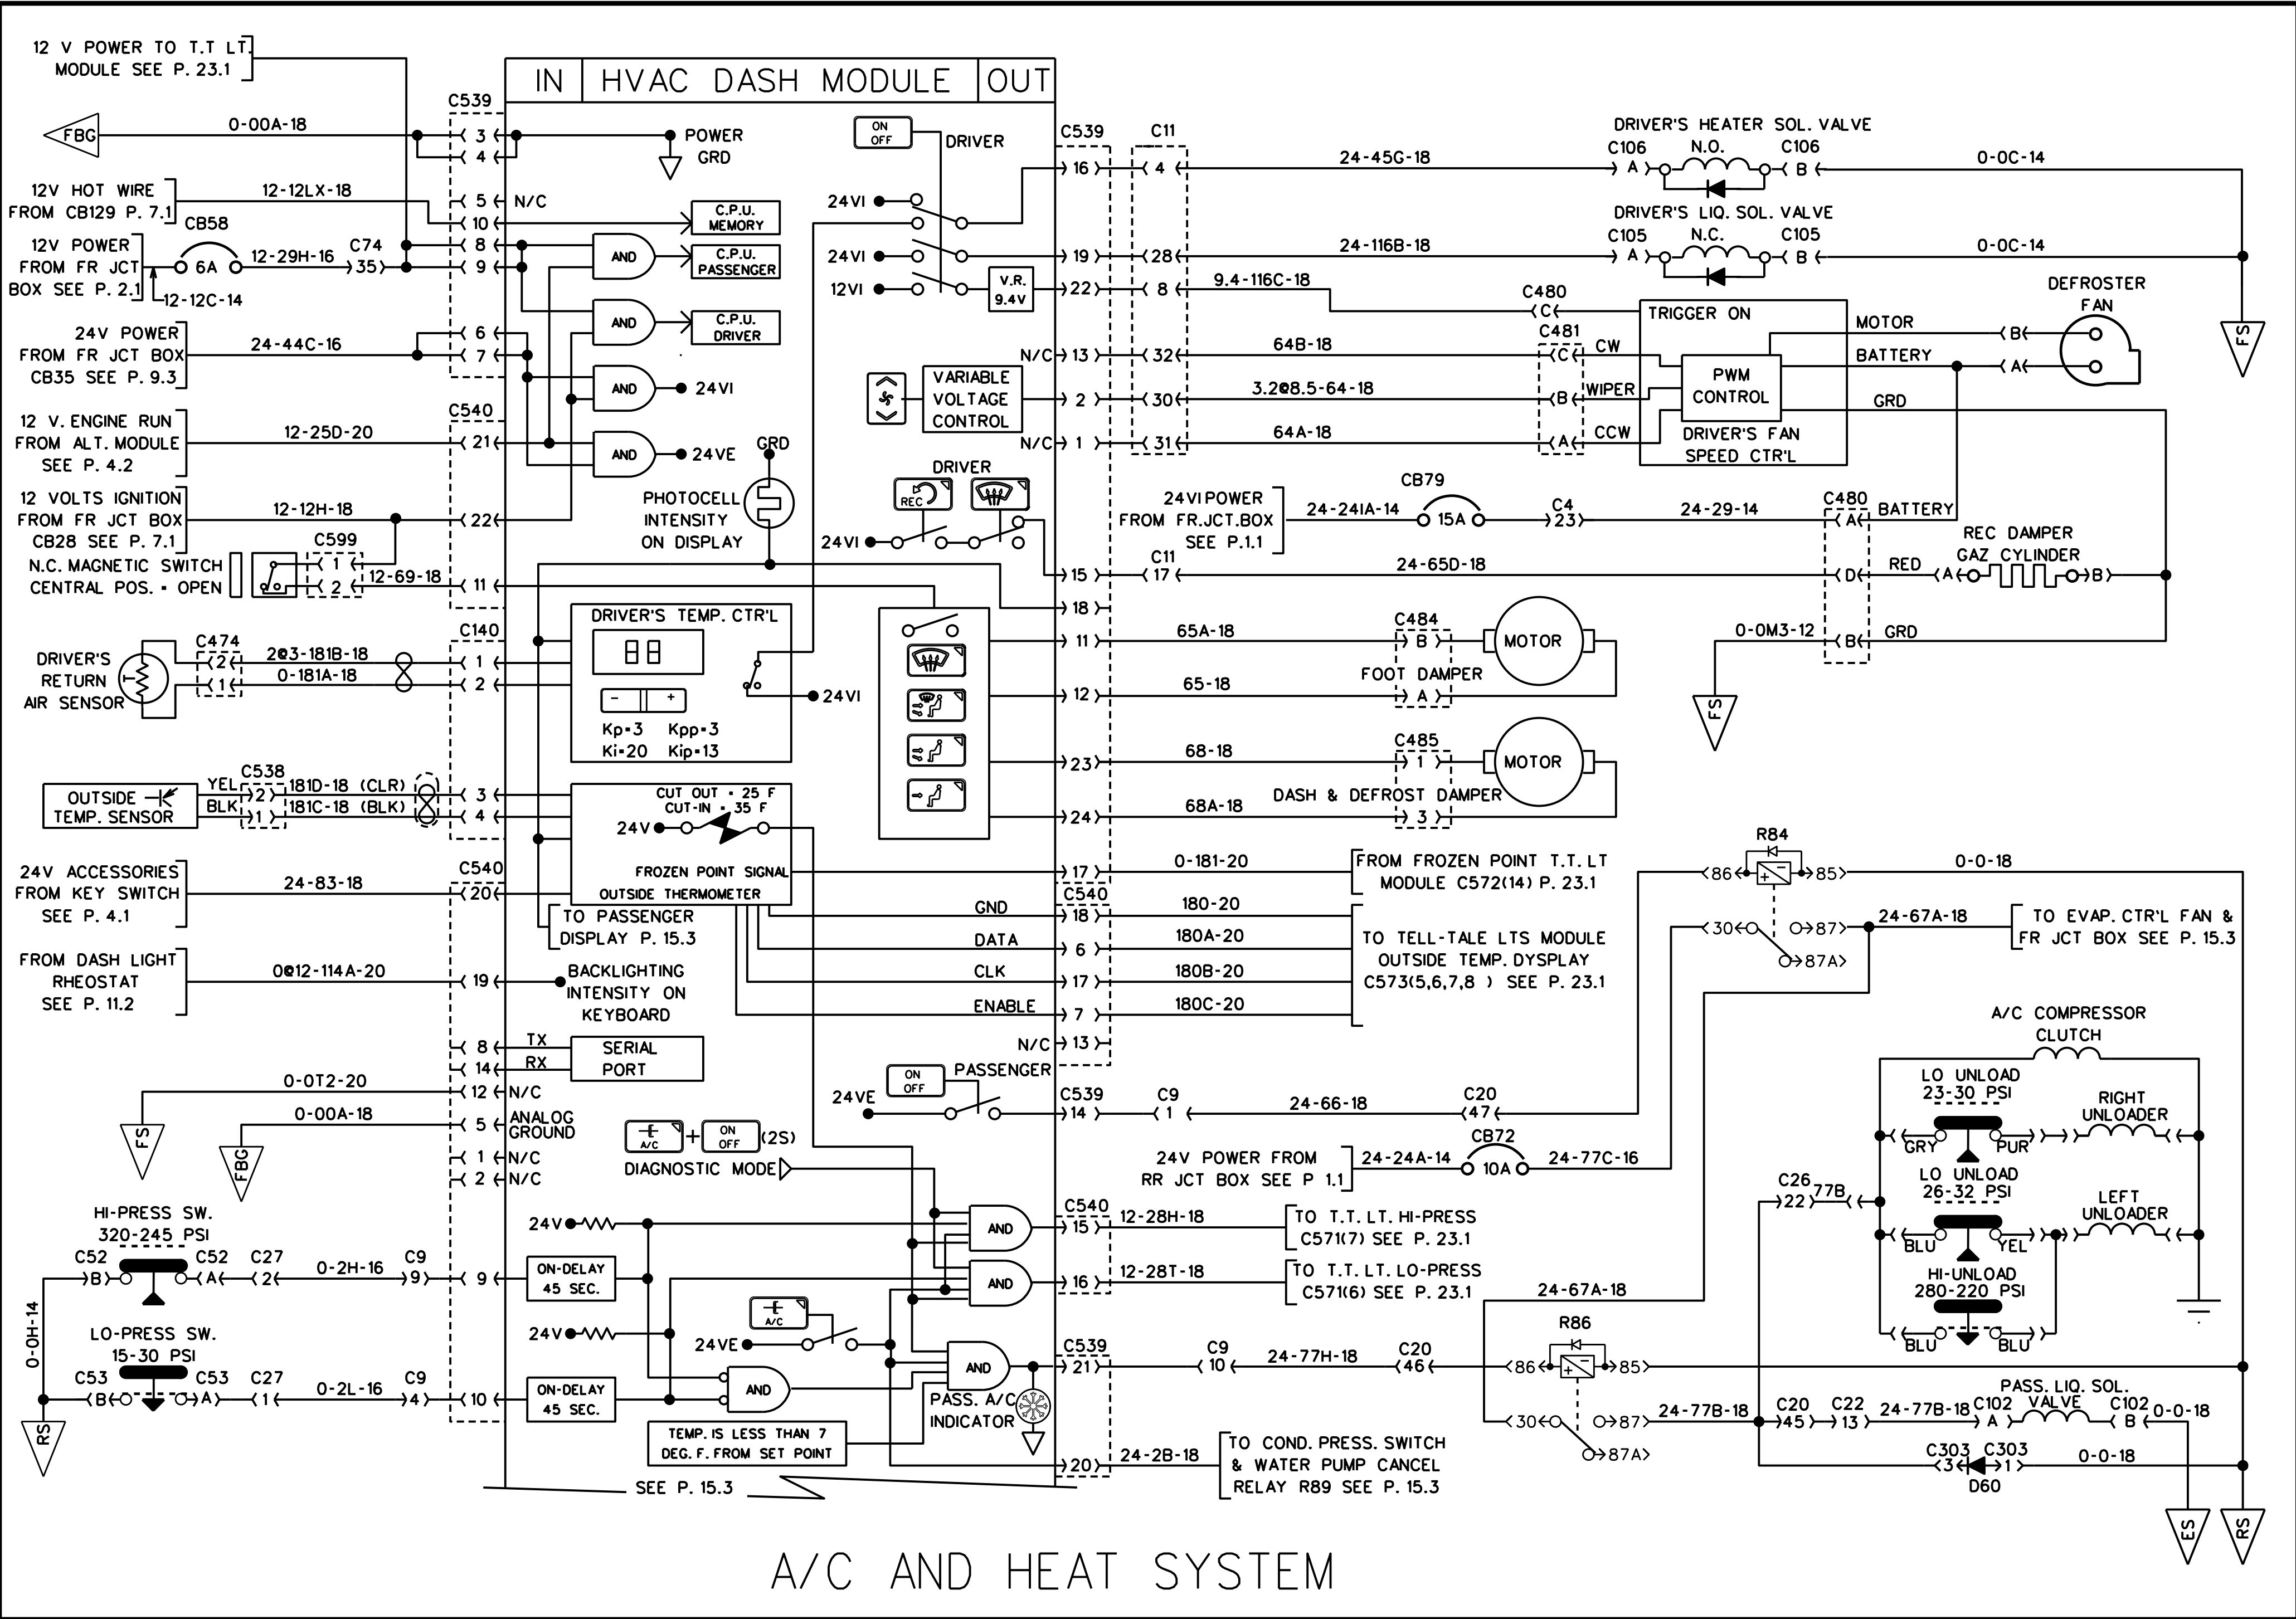 12 V POWER TO T.T LT.
MODULE SEE P. 23.1
IN
HVAC DASH MODULE
OUT
C539
FBG
0-00A-18
3
4
POWER
GRD
12V HOT WIRE
FROM CB129 P. 7.1
12-12LX-18
5
N/C
10
C.P.U.
MEMORY
CB58
12V POWER
FROM FR JCT
BOX SEE P. 2.1
6A
12-29H-16
C74
35
12-12C-14
8
9
AND
C.P.U.
PASSENGER
AND
C.P.U.
DRIVER
24V POWER
FROM FR JCT BOX
CB35 SEE P. 9.3
24-44C-16
6
7
AND
24VI
C540
12 V. ENGINE RUN
FROM ALT. MODULE
SEE P. 4.2
12-25D-20
21
AND
24VE
GRD
PHOTOCELL
INTENSITY
ON DISPLAY
12 VOLTS IGNITION
FROM FR JCT BOX
CB28 SEE P. 7.1
12-12H-18
22
C599
N.C. MAGNETIC SWITCH
CENTRAL POS. = OPEN
1
2
12-69-18
11
C140
DRIVER'S
RETURN
AIR SENSOR
T
C474
2
1
2@3-181B-18
0-181A-18
1
2
DRIVER'S TEMP. CTR'L
88
-
+
Kp=3 Kpp=3
Ki=20 Kip=13
24VI
OUTSIDE
TEMP. SENSOR
YEL
BLK
C538
2
1
181D-18 (CLR)
181C-18 (BLK)
3
4
CUT OUT = 25 F
CUT-IN = 35 F
24V
FROZEN POINT SIGNAL
OUTSIDE THERMOMETER
C540
24V ACCESSORIES
FROM KEY SWITCH
SEE P. 4.1
24-83-18
20
TO PASSENGER
DISPLAY P. 15.3
FROM DASH LIGHT
RHEOSTAT
SEE P. 11.2
0@12-114A-20
19
BACKLIGHTING
INTENSITY ON
KEYBOARD
8
TX
14
RX
SERIAL
PORT
0-0T2-20
FS
12
N/C
0-00A-18
FBG
5
ANALOG
GROUND
1
N/C
2
N/C
A/C
+
ON
OFF
(2S)
DIAGNOSTIC MODE
HI-PRESS SW.
320-245 PSI
C52
B
C52
A
C27
2
0-2H-16
C9
9
9
24V
ON-DELAY
45 SEC.
0-0H-14
LO-PRESS SW.
15-30 PSI
C53
B
C53
A
C27
1
0-2L-16
C9
4
10
24V
ON-DELAY
45 SEC.
RS
A/C
24VE
AND
TEMP. IS LESS THAN 7
DEG. F. FROM SET POINT
SEE P. 15.3
AND
AND
AND
PASS. A/C
INDICATOR
ON
OFF
DRIVER
24VI
24VI
12VI
V.R.
9.4V
VARIABLE
VOLTAGE
CONTROL
DRIVER
REC
24VI
C539
16
19
22
N/C
13
2
N/C
1
15
18
11
12
23
24
17
C11
4
28
8
32
30
31
24-45G-18
24-116B-18
9.4-116C-18
64B-18
3.2@8.5-64-18
64A-18
DRIVER'S HEATER SOL. VALVE
C106
N.O.
C106
A
B
0-0C-14
DRIVER'S LIQ. SOL. VALVE
C105
N.C.
C105
A
B
0-0C-14
FS
C480
C
C481
C
CW
B
WIPER
A
CCW
TRIGGER ON
PWM
CONTROL
DRIVER'S FAN
SPEED CTR'L
MOTOR
BATTERY
GRD
B
A
DEFROSTER
FAN
24VI POWER
FROM FR.JCT.BOX
SEE P.1.1
24-24IA-14
CB79
15A
C4
23
24-29-14
C480
A
BATTERY
C11
17
24-65D-18
D
RED
REC DAMPER
GAZ CYLINDER
A
B
0-0M3-12
B
GRD
FS
65A-18
C484
B
MOTOR
FOOT DAMPER
65-18
A
68-18
C485
1
MOTOR
DASH & DEFROST DAMPER
68A-18
3
0-181-20
FROM FROZEN POINT T.T. LT
MODULE C572(14) P. 23.1
C540
GND
18
180-20
DATA
6
180A-20
CLK
17
180B-20
ENABLE
7
180C-20
TO TELL-TALE LTS MODULE
OUTSIDE TEMP. DYSPLAY
C573(5,6,7,8 ) SEE P. 23.1
N/C
13
ON
OFF
PASSENGER
24VE
C539
14
C9
1
24-66-18
C20
47
R84
86
+
-
85
0-0-18
30
87
87A
24-67A-18
TO EVAP. CTR'L FAN &
FR JCT BOX SEE P. 15.3
24V POWER FROM
RR JCT BOX SEE P 1.1
24-24A-14
CB72
10A
24-77C-16
A/C COMPRESSOR
CLUTCH
LO UNLOAD
23-30 PSI
GRY
PUR
RIGHT
UNLOADER
LO UNLOAD
26-32 PSI
BLU
YEL
LEFT
UNLOADER
HI-UNLOAD
280-220 PSI
BLU
BLU
C26
22
77B
C540
15
12-28H-18
TO T.T. LT. HI-PRESS
C571(7) SEE P. 23.1
16
12-28T-18
TO T.T. LT. LO-PRESS
C571(6) SEE P. 23.1
24-67A-18
C539
21
C9
10
24-77H-18
C20
46
R86
86
+
-
85
30
87
87A
24-77B-18
C20
45
C22
13
24-77B-18
PASS. LIQ. SOL.
VALVE
C102
A
C102
B
0-0-18
20
24-2B-18
TO COND. PRESS. SWITCH
& WATER PUMP CANCEL
RELAY R89 SEE P. 15.3
C303
3
C303
1
D60
0-0-18
ES
RS
A/C AND HEAT SYSTEM